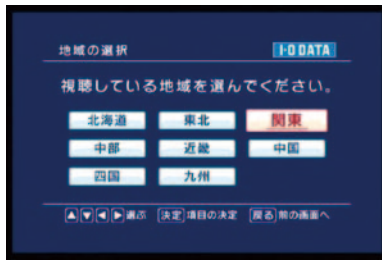 地域の選択 I-O DATA
視聴している地域を選んでください。
北海道 東北 関東
中部 近畿 中国
四国 九州
▲▼◀▶選ぶ 決定 項目の決定 戻る 前の画面へ